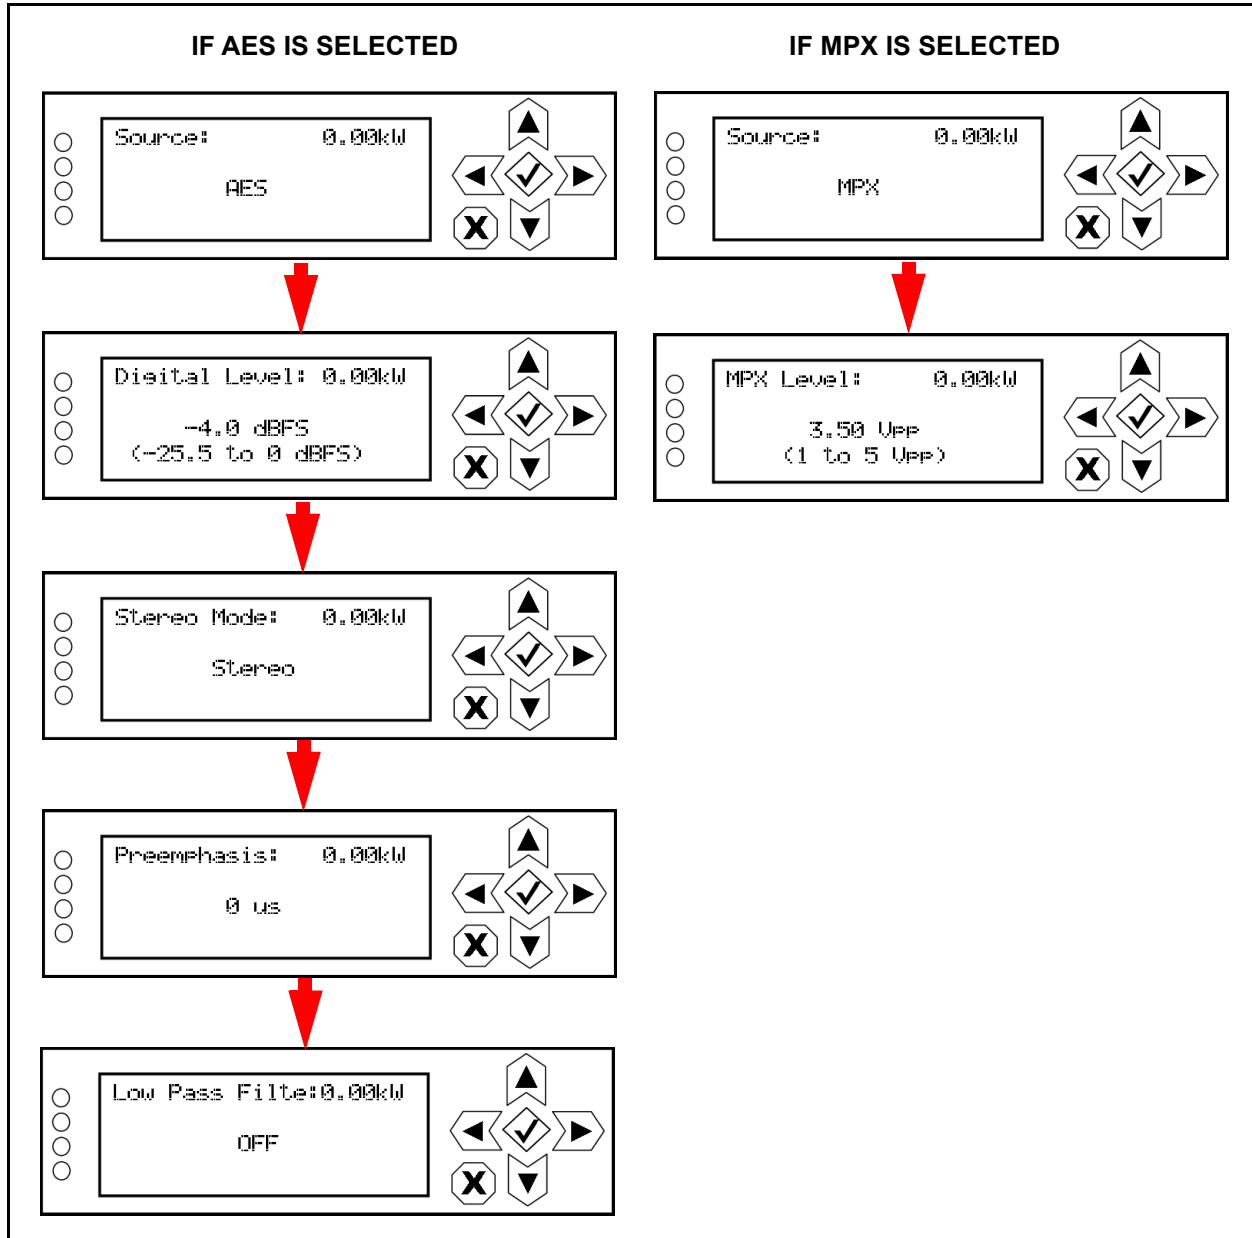 IF AES IS SELECTED
Source: 0.00kW
AES
Digital Level: 0.00kW
-4.0 dBFS
(-25.5 to 0 dBFS)
Stereo Mode: 0.00kW
Stereo
Preemphasis: 0.00kW
0 us
Low Pass Filte:0.00kW
OFF
IF MPX IS SELECTED
Source: 0.00kW
MPX
MPX Level: 0.00kW
3.50 Vpp
(1 to 5 Vpp)